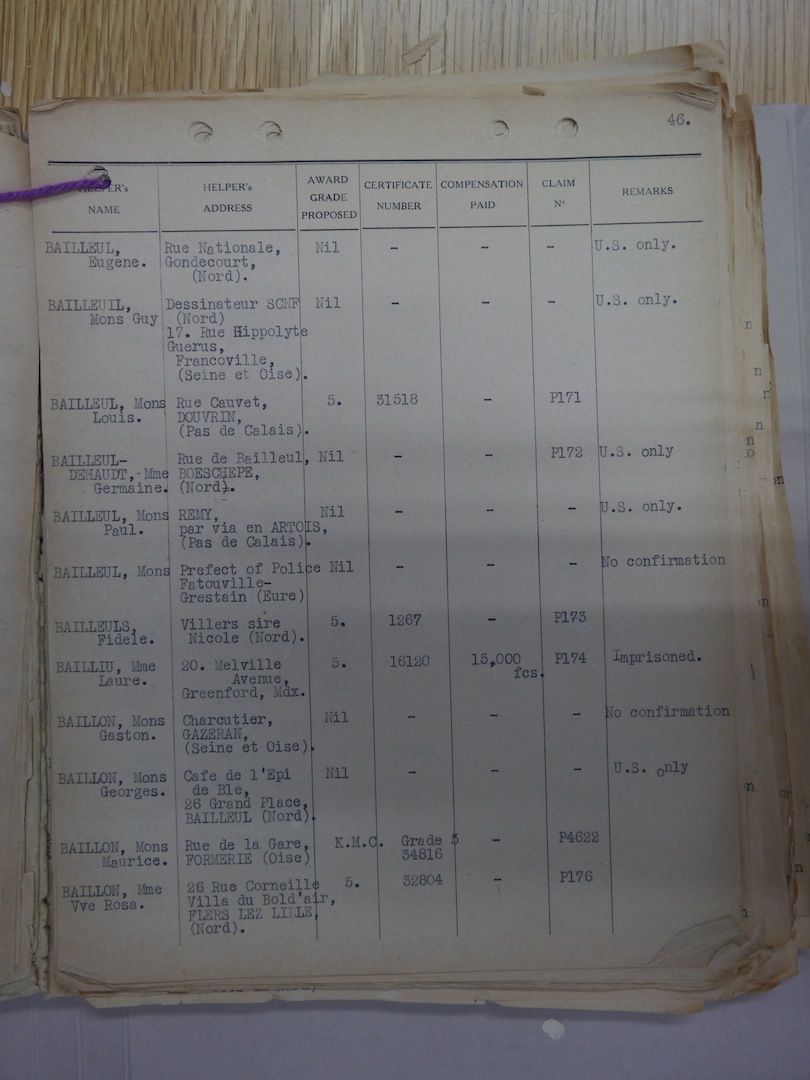 46.
HELPER's NAME	HELPER's ADDRESS	AWARD GRADE PROPOSED	CERTIFICATE NUMBER	COMPENSATION PAID	CLAIM Nº	REMARKS
BAILLEUL,	Rue Nationale,	Nil	-	-	-	U.S. only.
Eugene.	Gondecourt,
(Nord).
BAILLEUIL,	Dessinateur SCNF	Nil	-	-	-	U.S. only.
Mons Guy	(Nord)
17. Rue Hippolyte
Guerus,
Francoville,
(Seine et Oise).
BAILLEUL, Mons	Rue Cauvet,	5.	31518	-	P171
Louis.	DOUVRIN,
(Pas de Calais).
BAILLEUL-	Rue de Bailleul,	Nil	-	-	P172	U.S. only
DEHAUDT, Mme	BOESCHEPE,
Germaine.	(Nord).
BAILLEUL, Mons	REMY,	Nil	-	-	-	U.S. only.
Paul.	par via en ARTOIS,
(Pas de Calais).
BAILLEUL, Mons	Prefect of Police	Nil	-	-	-	No confirmation
Fatouville-
Grestain (Eure)
BAILLEULS,	Villers sire	5.	1267	-	P173
Fidele.	Nicole (Nord).
BAILLIU, Mme	20. Melville	5.	16120	15,000	P174	Imprisoned.
Laure.	Avenue,	fcs.
Greenford, Mdx.
BAILLON, Mons	Charcutier,	Nil	-	-	-	No confirmation
Gaston.	GAZERAN,
(Seine et Oise).
BAILLON, Mons	Cafe de l'Epi	Nil	-	-	-	U.S. only
Georges.	de Ble,
26 Grand Place,
BAILLEUL (Nord).
BAILLON, Mons	Rue de la Gare,	K.M.C.	Grade 5	-	P4622
Maurice.	FORMERIE (Oise)	34816
BAILLON, Mme	26 Rue Corneille	5.	32804	-	P176
Vve Rosa.	Villa du Bold'air,
FLERS LEZ LILLE,
(Nord).